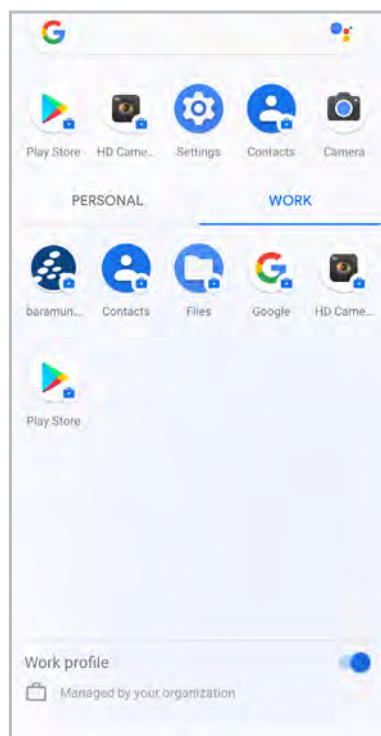 Play Store HD Came... Settings Contacts Camera
PERSONAL WORK
baramun... Contacts Files Google HD Came...
Play Store
Work profile
Managed by your organization